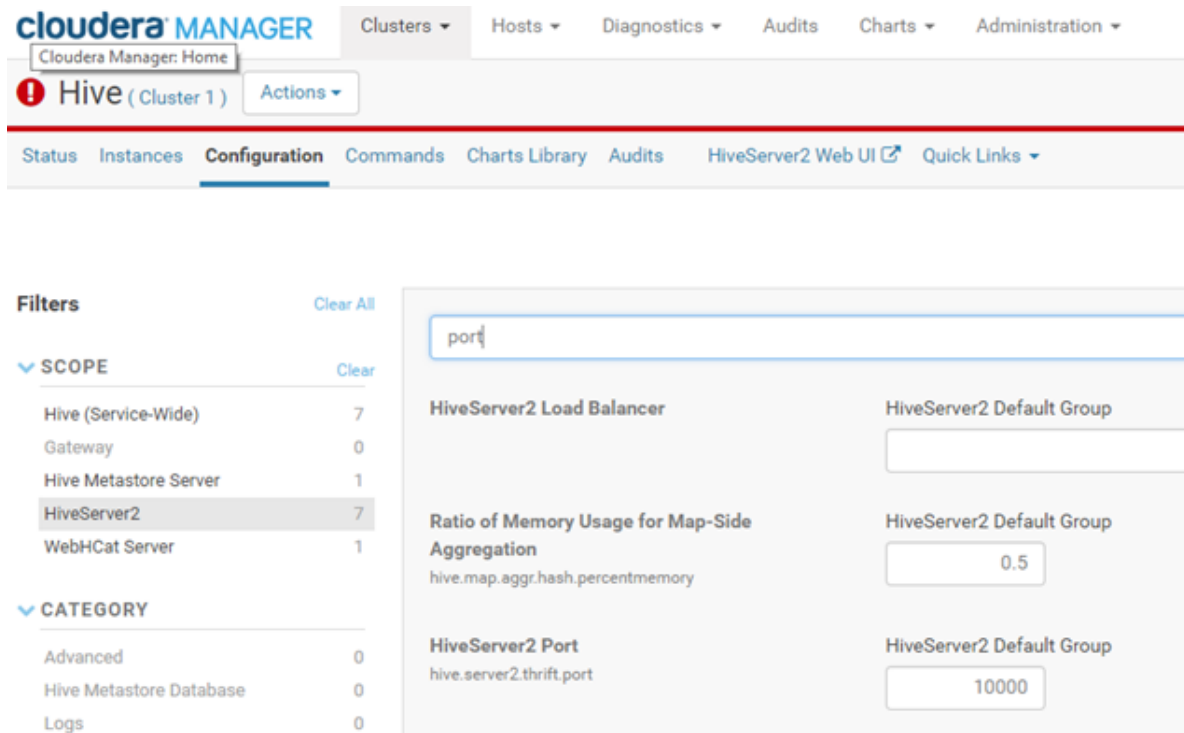 cloudera MANAGER Clusters Hosts Diagnostics Audits Charts Administration
Cloudera Manager: Home
Hive ( Cluster 1 ) Actions
Status Instances Configuration Commands Charts Library Audits HiveServer2 Web UI Quick Links
Filters Clear All
port
SCOPE Clear
Hive (Service-Wide) 7
Gateway 0
Hive Metastore Server 1
HiveServer2 7
WebHCat Server 1
CATEGORY
Advanced 0
Hive Metastore Database 0
Logs 0
HiveServer2 Load Balancer HiveServer2 Default Group
Ratio of Memory Usage for Map-Side HiveServer2 Default Group
Aggregation
0.5
hive.map.aggr.hash.percentmemory
HiveServer2 Port HiveServer2 Default Group
hive.server2.thrift.port
10000